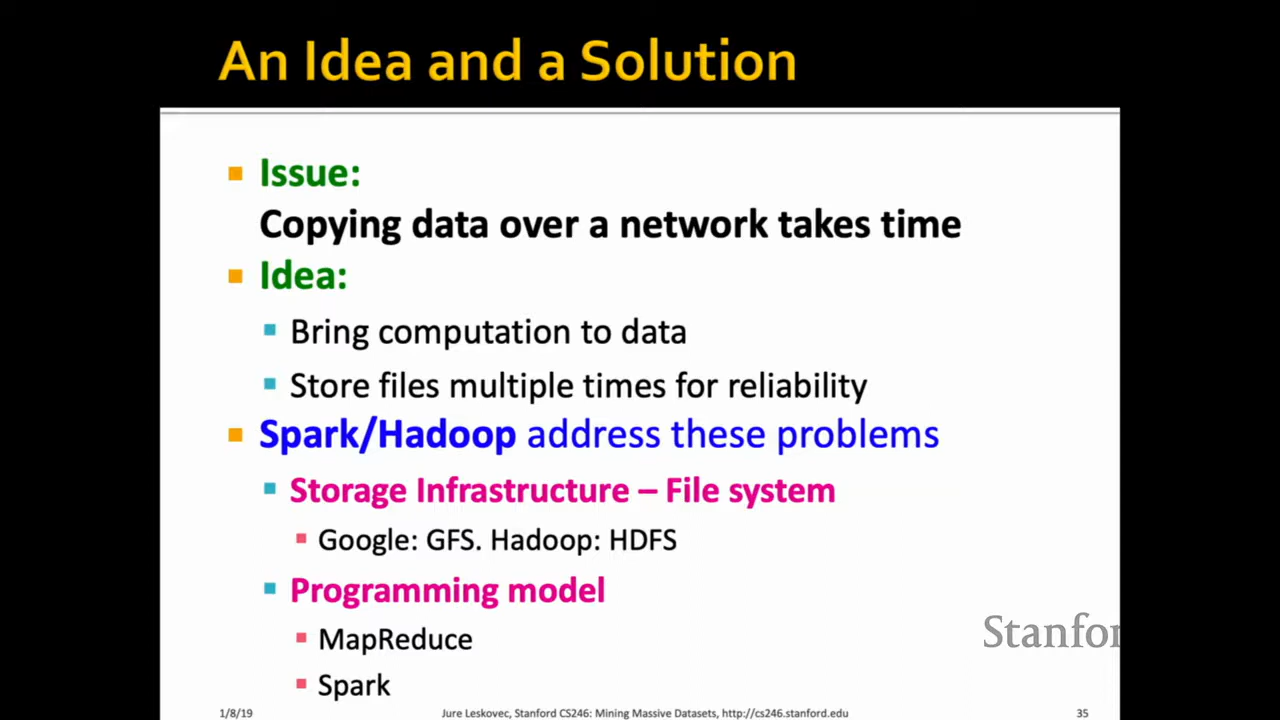 An Idea and a Solution
Issue:
Copying data over a network takes time
Idea:
Bring computation to data
Store files multiple times for reliability
Spark/Hadoop address these problems
Storage Infrastructure – File system
Google: GFS. Hadoop: HDFS
Programming model
MapReduce
Spark
Stanfor
1/8/19 Jure Leskovec, Stanford CS246: Mining Massive Datasets, http://cs246.stanford.edu 35